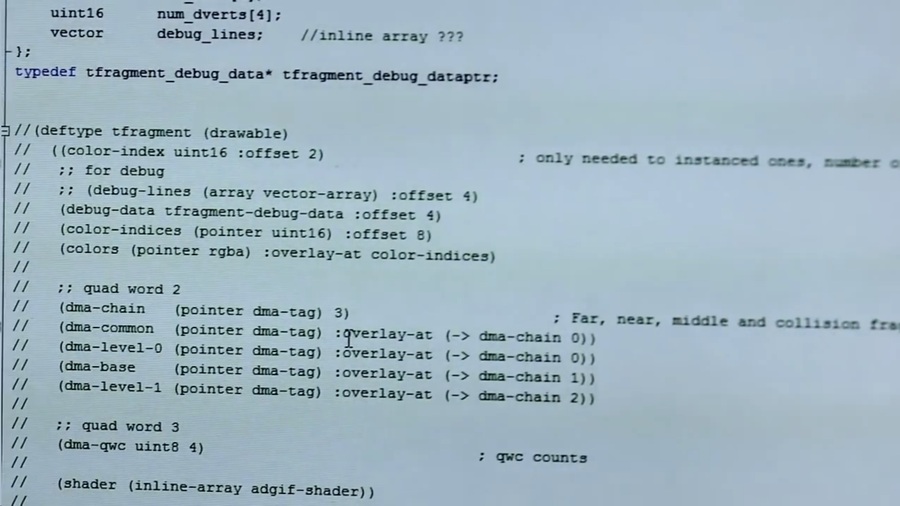 uint16 num_dverts[4];
vector debug_lines; //inline array ???
};
typedef tfragment_debug_data* tfragment_debug_dataptr;
//(deftype tfragment (drawable)
// ((color-index uint16 :offset 2) ; only needed to instanced ones, number
// ;; for debug
// ;; (debug-lines (array vector-array) :offset 4)
// (debug-data tfragment-debug-data :offset 4)
// (color-indices (pointer uint16) :offset 8)
// (colors (pointer rgba) :overlay-at color-indices)
//
// ;; quad word 2
// (dma-chain (pointer dma-tag) 3) ; Far, near, middle and collision
// (dma-common (pointer dma-tag) :overlay-at (-> dma-chain 0))
// (dma-level-0 (pointer dma-tag) :overlay-at (-> dma-chain 0))
// (dma-base (pointer dma-tag) :overlay-at (-> dma-chain 1))
// (dma-level-1 (pointer dma-tag) :overlay-at (-> dma-chain 2))
//
// ;; quad word 3
// (dma-qwc uint8 4) ; qwc counts
//
// (shader (inline-array adgif-shader))
//